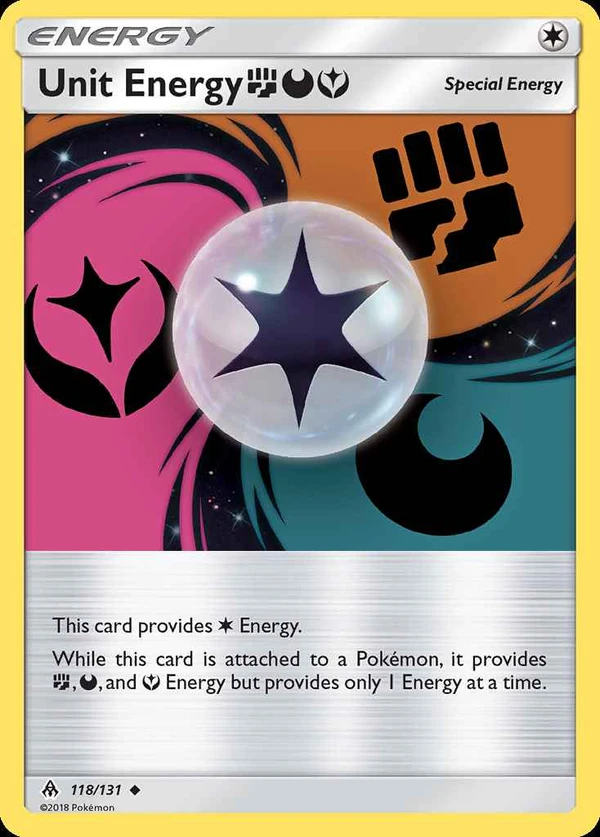 ENERGY
Unit Energy
Special Energy
This card provides Energy.
While this card is attached to a Pokémon, it provides
, , and Energy but provides only 1 Energy at a time.
118/131
©2018 Pokémon